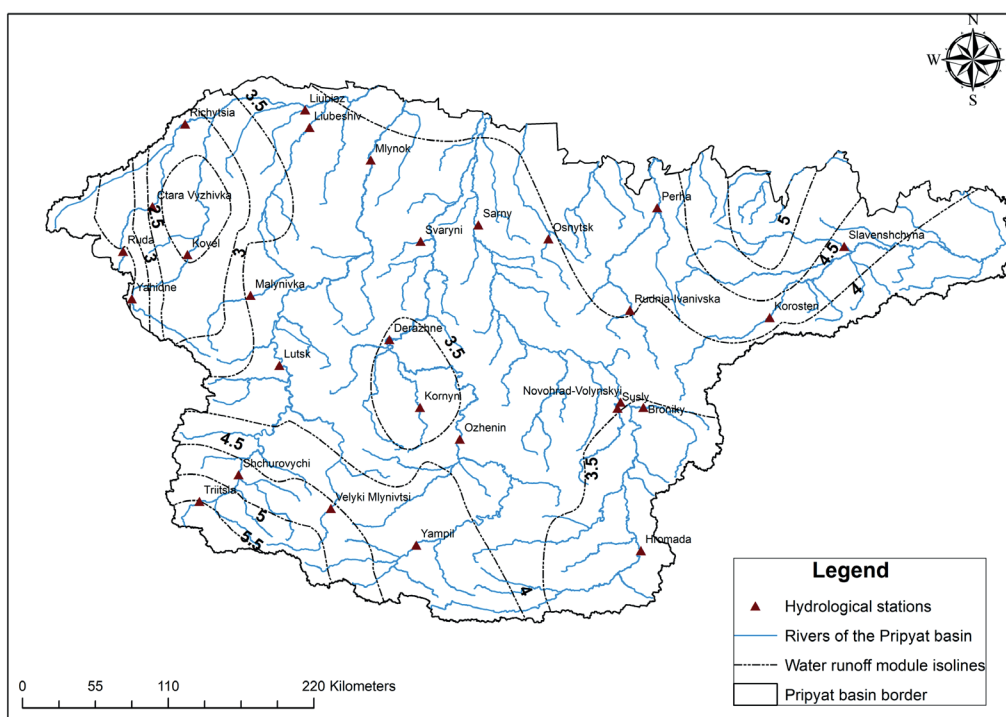 N
W E
S
3.5
Liubiaz
Liubeshiv
Richytsia
Mlynok
Ctara Vyzhivka
2.5
Perha
5
Sarny
Svaryni
Osnytsk
Slavenshchyna
4.5
Ruda
Kovel
3
3
4
Yahidne
Malynivka
Rudnia-Ivanivska
Korosten
Derazhne
3.5
Lutsk
Kornyn
Novohrad-Volynskyi
Susly
Broniky
Ozhenin
4.5
3.5
Shchurovychi
Triitsia
Velyki Mlynivtsi
5
5.5
Yampil
Hromada
4
Legend
Hydrological stations
Rivers of the Pripyat basin
Water runoff module isolines
Pripyat basin border
0 55 110 220 Kilometers